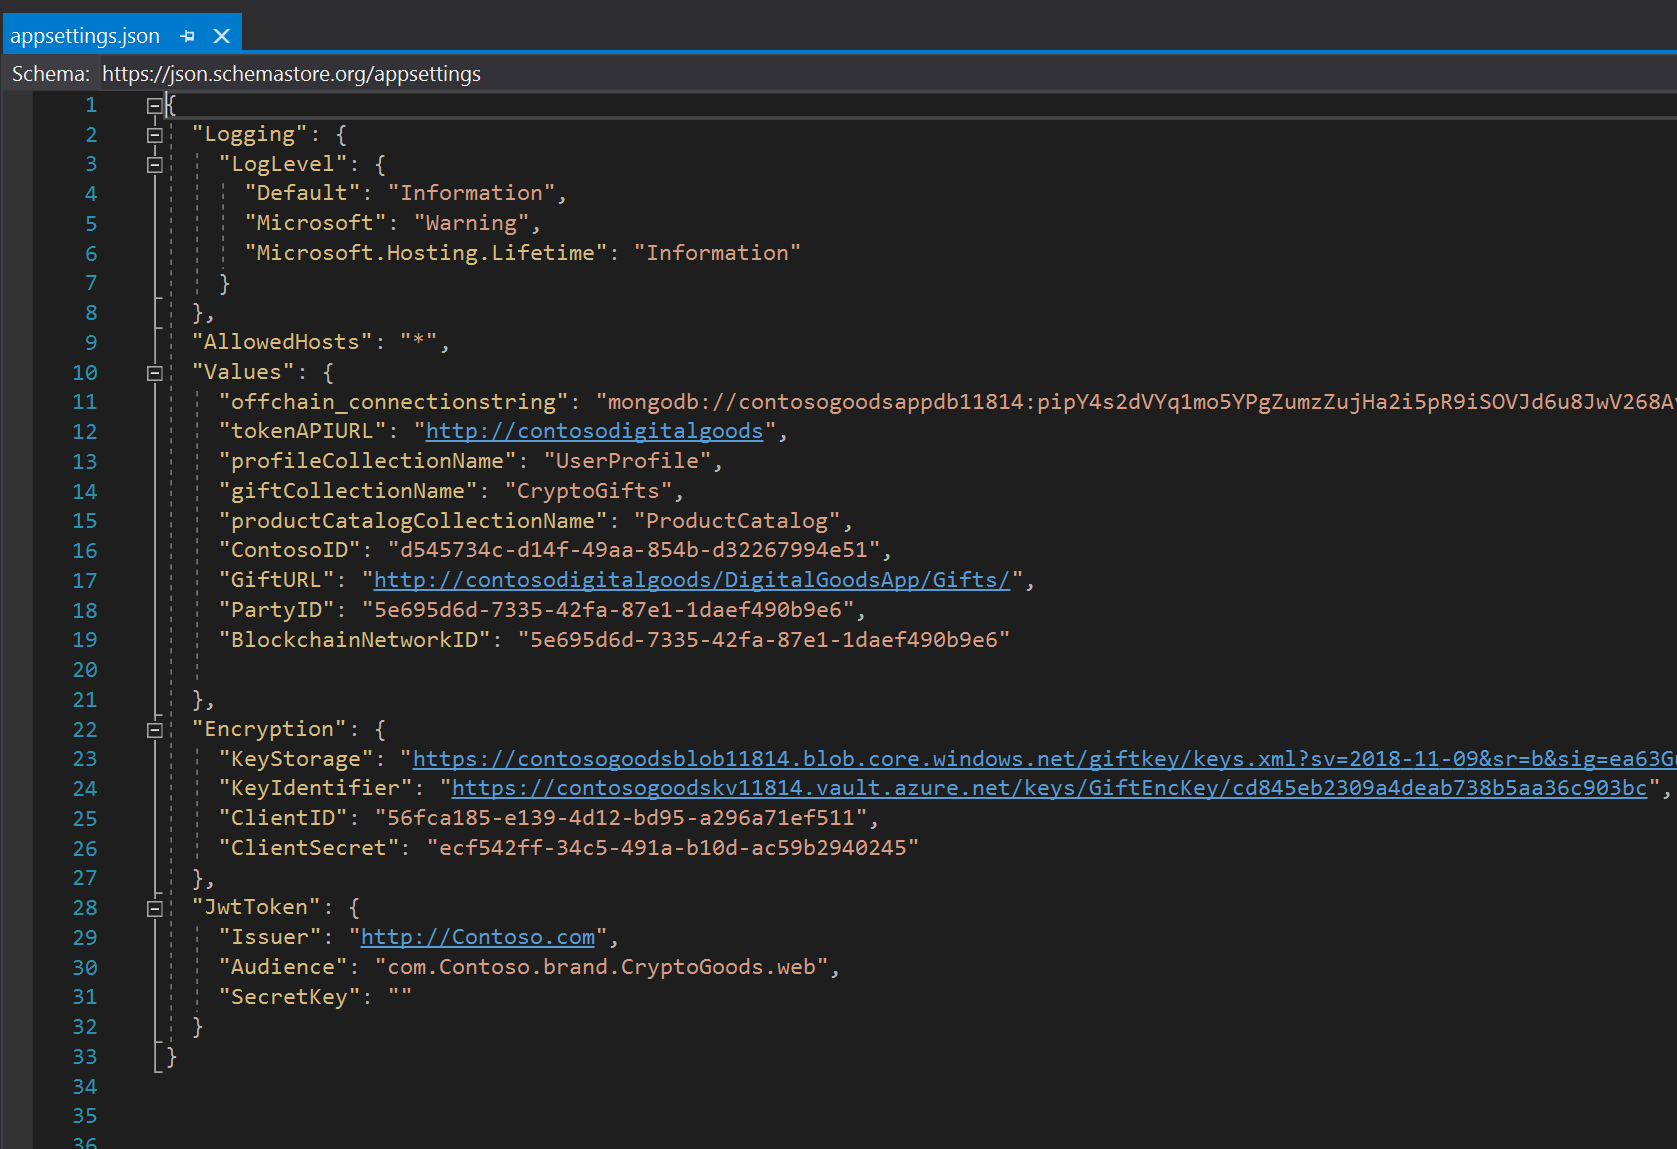 appsettings.json
Schema: https://json.schemastore.org/appsettings
1 {
2 "Logging": {
3 "LogLevel": {
4 "Default": "Information",
5 "Microsoft": "Warning",
6 "Microsoft.Hosting.Lifetime": "Information"
7 }
8 },
9 "AllowedHosts": "*",
10 "Values": {
11 "offchain_connectionstring": "mongodb://contosogoodsappdb11814:pipY4s2dVYq1mo5YPgZumzZujHa2i5pR9iSOVJd6u8JwV268A
12 "tokenAPIURL": "http://contosodigitalgoods",
13 "profileCollectionName": "UserProfile",
14 "giftCollectionName": "CryptoGifts",
15 "productCatalogCollectionName": "ProductCatalog",
16 "ContosoID": "d545734c-d14f-49aa-854b-d32267994e51",
17 "GiftURL": "http://contosodigitalgoods/DigitalGoodsApp/Gifts/",
18 "PartyID": "5e695d6d-7335-42fa-87e1-1daef490b9e6",
19 "BlockchainNetworkID": "5e695d6d-7335-42fa-87e1-1daef490b9e6"
20
21 },
22 "Encryption": {
23 "KeyStorage": "https://contosogoodsblob11814.blob.core.windows.net/giftkey/keys.xml?sv=2018-11-09&sr=b&sig=ea63G
24 "KeyIdentifier": "https://contosogoodskv11814.vault.azure.net/keys/GiftEncKey/cd845eb2309a4deab738b5aa36c903bc",
25 "ClientID": "56fca185-e139-4d12-bd95-a296a71ef511",
26 "ClientSecret": "ecf542ff-34c5-491a-b10d-ac59b2940245"
27 },
28 "JwtToken": {
29 "Issuer": "http://Contoso.com",
30 "Audience": "com.Contoso.brand.CryptoGoods.web",
31 "SecretKey": ""
32 }
33 }
34
35
36